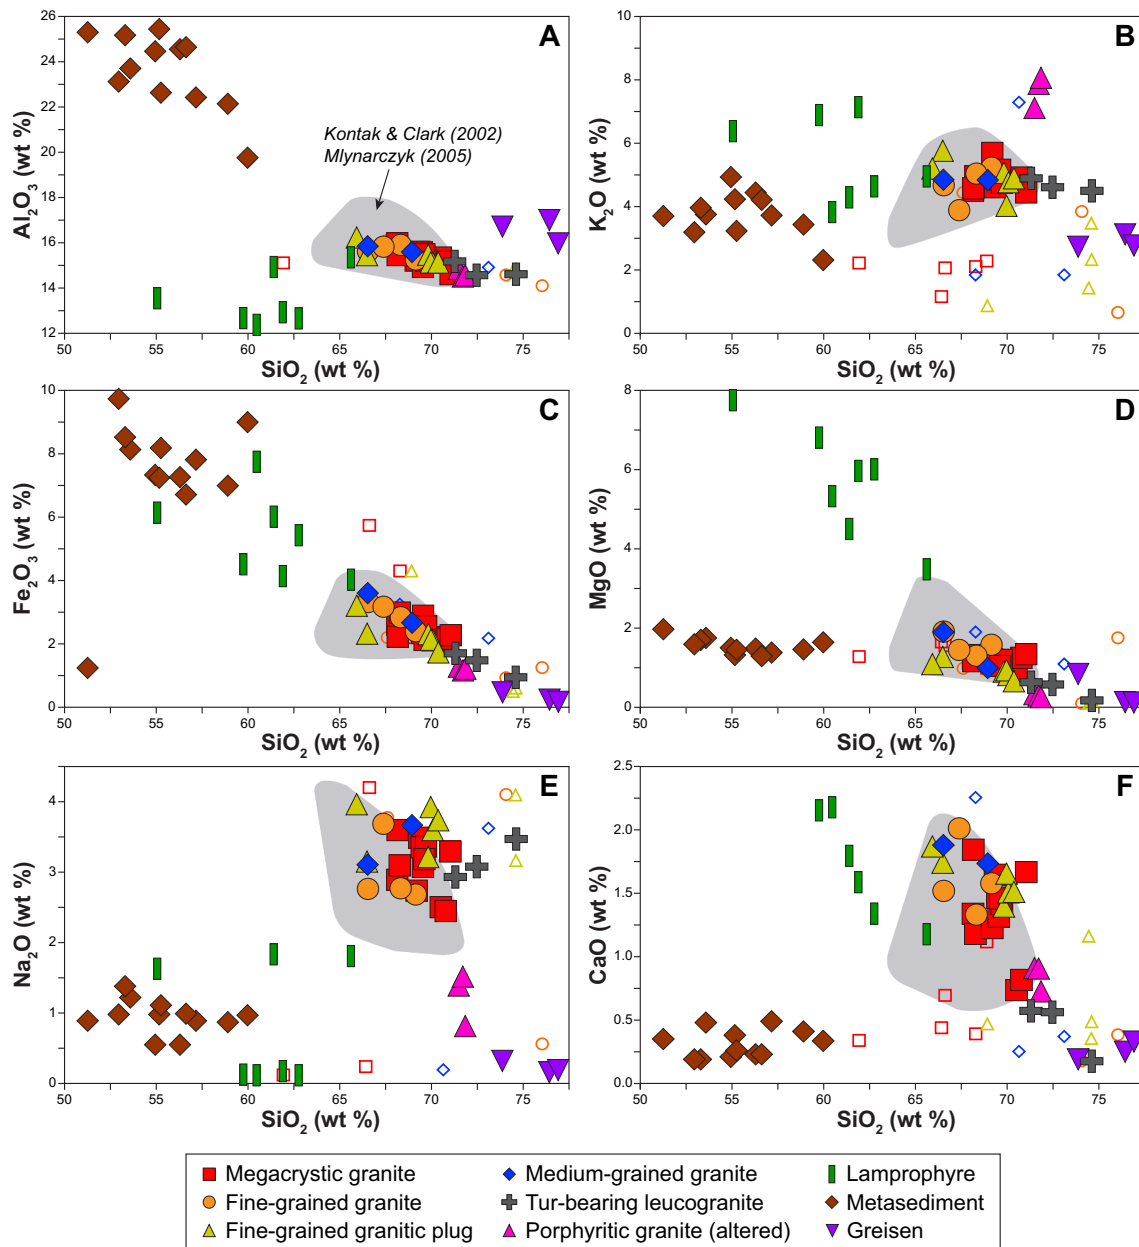 A
Al2O3 (wt %)
26
24
22
20
18
16
14
12
Kontak & Clark (2002)
Mlynarczyk (2005)
50 55 60 65 70 75
SiO2 (wt %)
B
K2O (wt %)
10
8
6
4
2
0
50 55 60 65 70 75
SiO2 (wt %)
C
Fe2O3 (wt %)
10
8
6
4
2
0
50 55 60 65 70 75
SiO2 (wt %)
D
MgO (wt %)
8
6
4
2
0
50 55 60 65 70 75
SiO2 (wt %)
E
Na2O (wt %)
4
3
2
1
0
50 55 60 65 70 75
SiO2 (wt %)
F
CaO (wt %)
2.5
2.0
1.5
1.0
0.5
0.0
50 55 60 65 70 75
SiO2 (wt %)
Megacrystic granite
Fine-grained granite
Fine-grained granitic plug
Medium-grained granite
Tur-bearing leucogranite
Porphyritic granite (altered)
Lamprophyre
Metasediment
Greisen